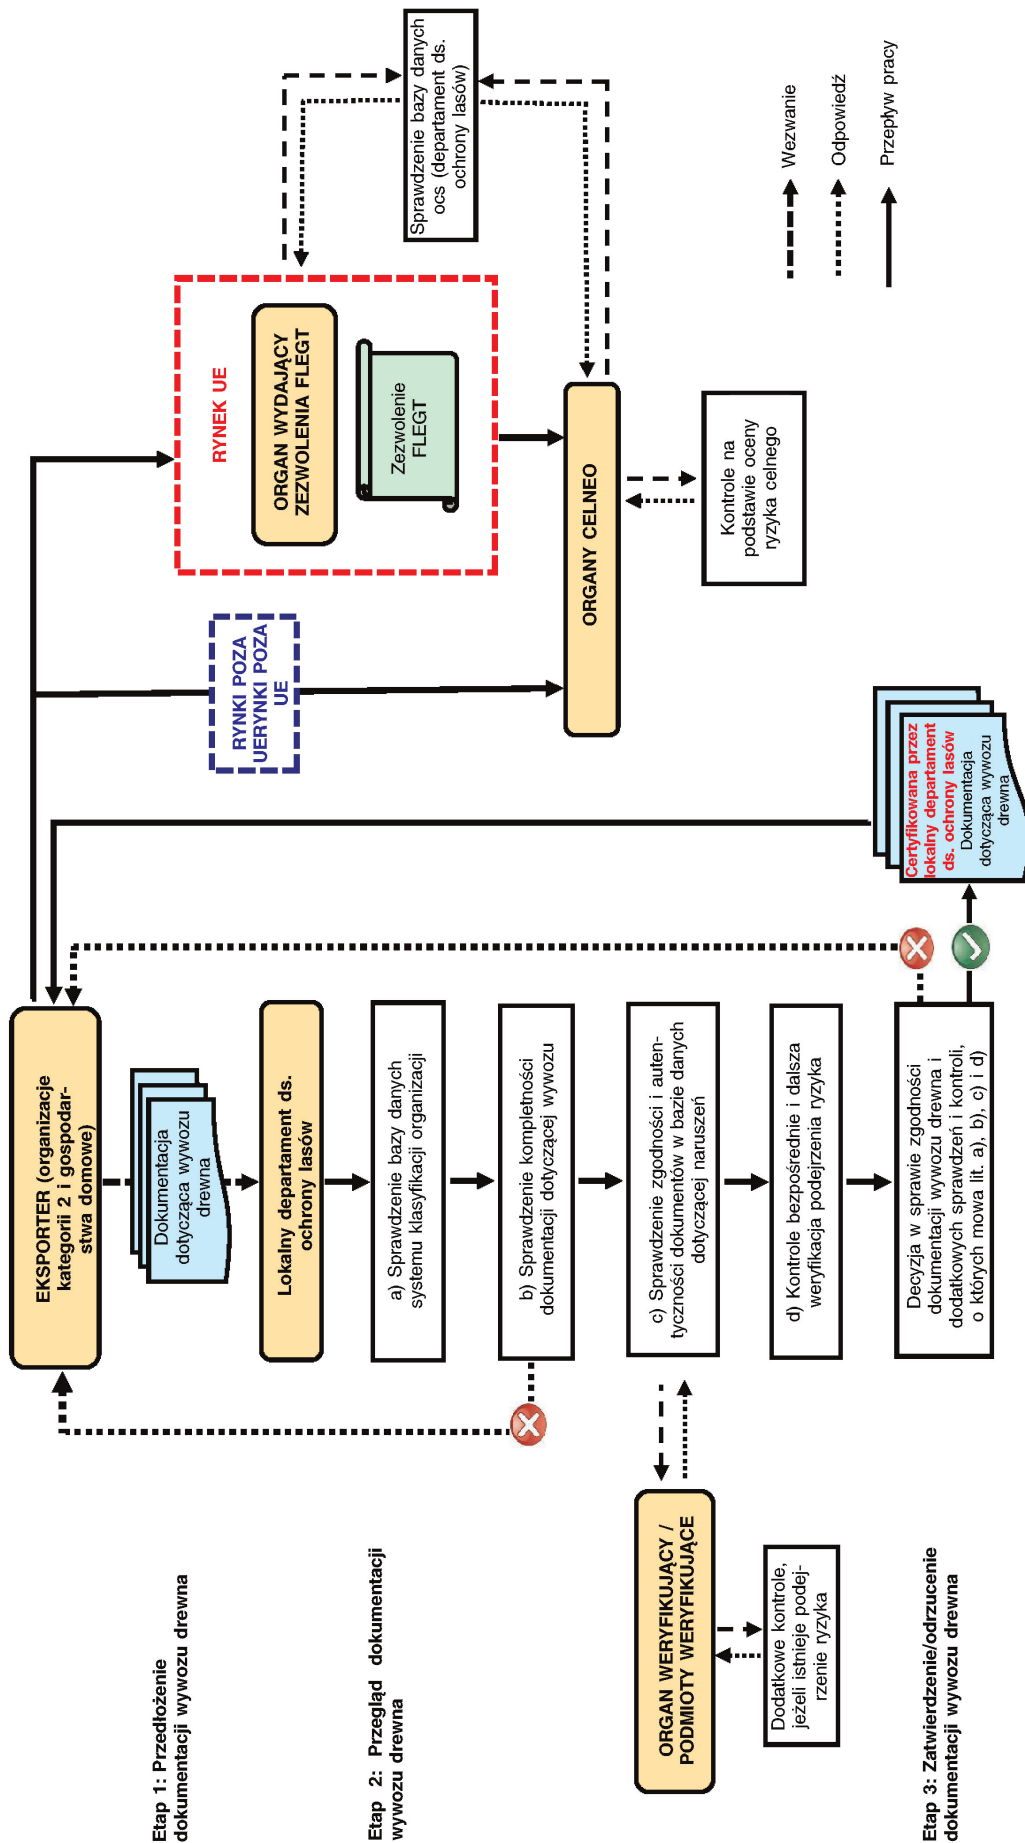 Etap 1: Przedłożenie
dokumentacji wywozu drewna
Etap 2: Przegląd dokumentacji
wywozu drewna
Etap 3: Zatwierdzenie/odrzucenie
dokumentacji wywozu drewna
EKSPORTER (organizacje
kategorii 2 i gospodar-
stwa domowe)
Dokumentacja
dotycząca wywozu
drewna
Lokalny departament ds.
ochrony lasów
a) Sprawdzenie bazy danych
systemu klasyfikacji organizacji
b) Sprawdzenie kompletności
dokumentacji dotyczącej wywozu
c) Sprawdzenie zgodności i auten-
tyczności dokumentów w bazie danych
dotyczącej naruszeń
d) Kontrole bezpośrednie i dalsza
weryfikacja podejrzenia ryzyka
Decyzja w sprawie zgodności
dokumentacji wywozu drewna i
dodatkowych sprawdzeń i kontroli,
o których mowa lit. a), b), c) i d)
ORGAN WERYFIKUJĄCY /
PODMIOTY WERYFIKUJĄCE
Dodatkowe kontrole,
jeżeli istnieje podej-
rzenie ryzyka
Certyfikowana przez
lokalny departament
ds. ochrony lasów
Dokumentacja
dotycząca wywozu
drewna
RYNKI POZA
UERYNKI POZA
UE
RYNEK UE
ORGAN WYDAJĄCY
ZEZWOLENIA FLEGT
Zezwolenie
FLEGT
ORGANY CELNEO
Kontrole na
podstawie oceny
ryzyka celnego
Sprawdzenie bazy danych
ocs (departament ds.
ochrony lasów)
Wezwanie
Odpowiedź
Przepływ pracy